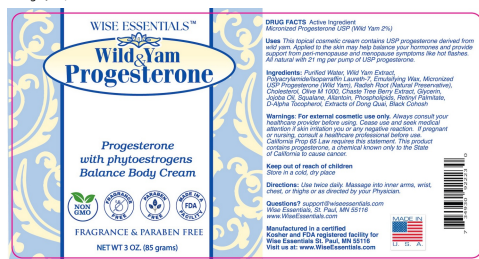 WISE ESSENTIALS™
Wild Yam
&
Progesterone
Progesterone
with phytoestrogens
Balance Body Cream
NON
GMO
FRAGRANCE
FREE
PARABEN
FREE
MADE IN A
FDA
FACILITY
FRAGRANCE & PARABEN FREE
NET WT 3 OZ. (85 grams)
DRUG FACTS Active Ingredient
Micronized Progesterone USP (Wild Yam 2%)
Uses This topical cosmetic cream contains USP progesterone derived from
wild yam. Applied to the skin may help balance your hormones and provide
support from peri-menopause and menopause symptoms like hot flashes.
All natural with 21 mg per pump of USP progesterone.
Ingredients: Purified Water, Wild Yam Extract,
Polyacrylamide/Isoparaffin Laureth-7, Emulsifying Wax, Micronized
USP Progesterone (Wild Yam), Radish Root (Natural Preservative),
Cholesterol, Olive M 1000, Chaste Tree Berry Extract, Glycerin,
Jojoba Oil, Squalane, Allantoin, Phospholipids, Retinyl Palmitate,
D-Alpha Tocopherol, Extracts of Dong Quai, Black Cohosh
Warnings: For external cosmetic use only. Always consult your
healthcare provider before using. Cease use and seek medical
attention if skin irritation you or any negative reaction. If pregnant
or nursing, consult a healthcare professional before use.
California Prop 65 Law requires this statement. This product
contains progesterone, a chemical known only to the State
of California to cause cancer.
Keep out of reach of children
Store in a cold, dry place
Directions: Use twice daily. Massage into inner arms, wrist,
chest, or thighs or as directed by your Physician.
Questions? support@wiseessentials.com
Wise Essentials, St. Paul, MN 55116
www.WiseEssentials.com
Manufactured in a certified
Kosher and FDA registered facility for
Wise Essentials St. Paul, MN 55116
Visit us at: www.WiseEssentials.com
MADE IN
U. S. A.